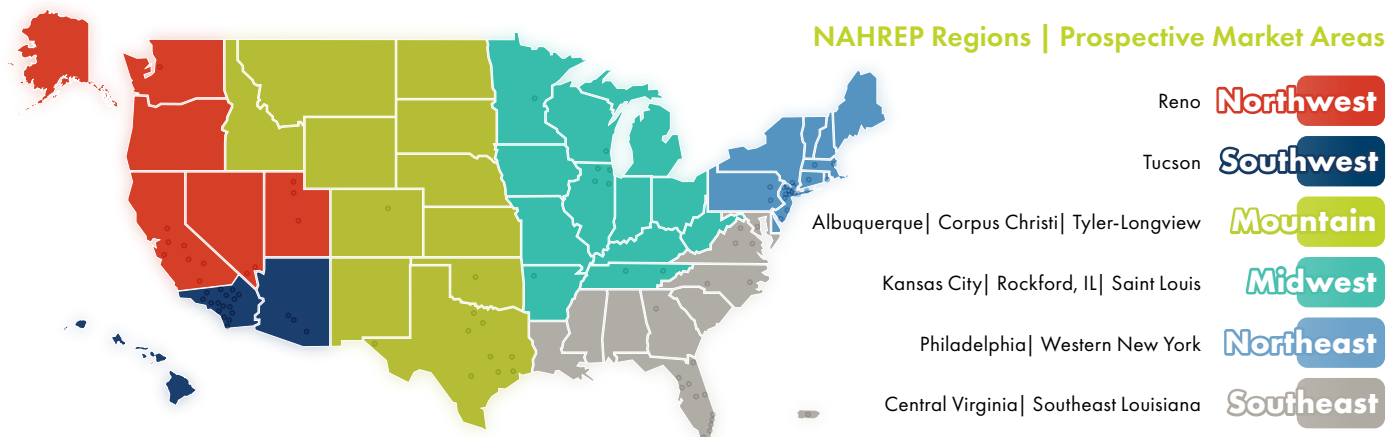 NAHREP Regions | Prospective Market Areas
Reno Northwest
Tucson Southwest
Albuquerque| Corpus Christi| Tyler-Longview Mountain
Kansas City| Rockford, IL| Saint Louis Midwest
Philadelphia| Western New York Northeast
Central Virginia| Southeast Louisiana Southeast